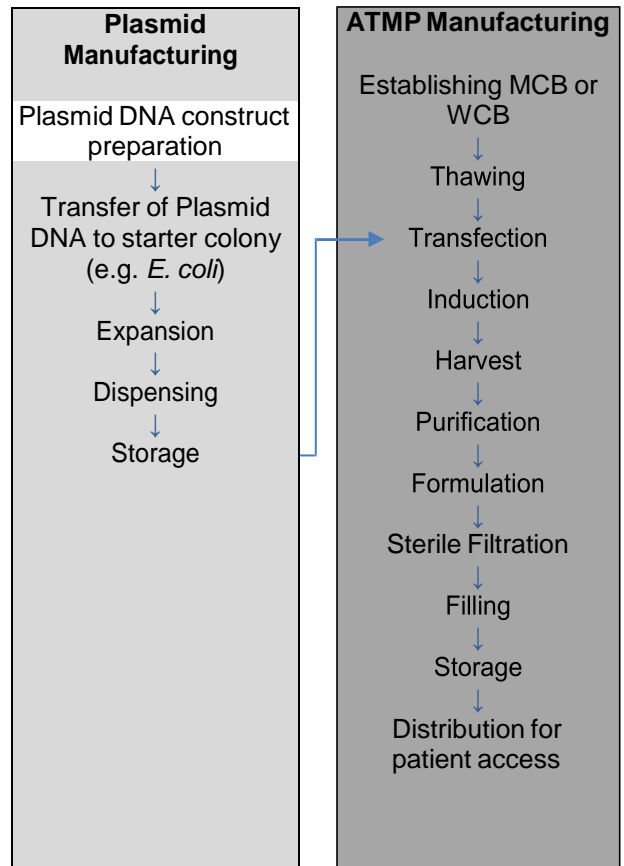 Plasmid
Manufacturing
Plasmid DNA construct
preparation
↓
Transfer of Plasmid
DNA to starter colony
(e.g. E. coli)
↓
Expansion
↓
Dispensing
↓
Storage
ATMP Manufacturing
Establishing MCB or
WCB
↓
Thawing
↓
Transfection
↓
Induction
↓
Harvest
↓
Purification
↓
Formulation
↓
Sterile Filtration
↓
Filling
↓
Storage
↓
Distribution for
patient access